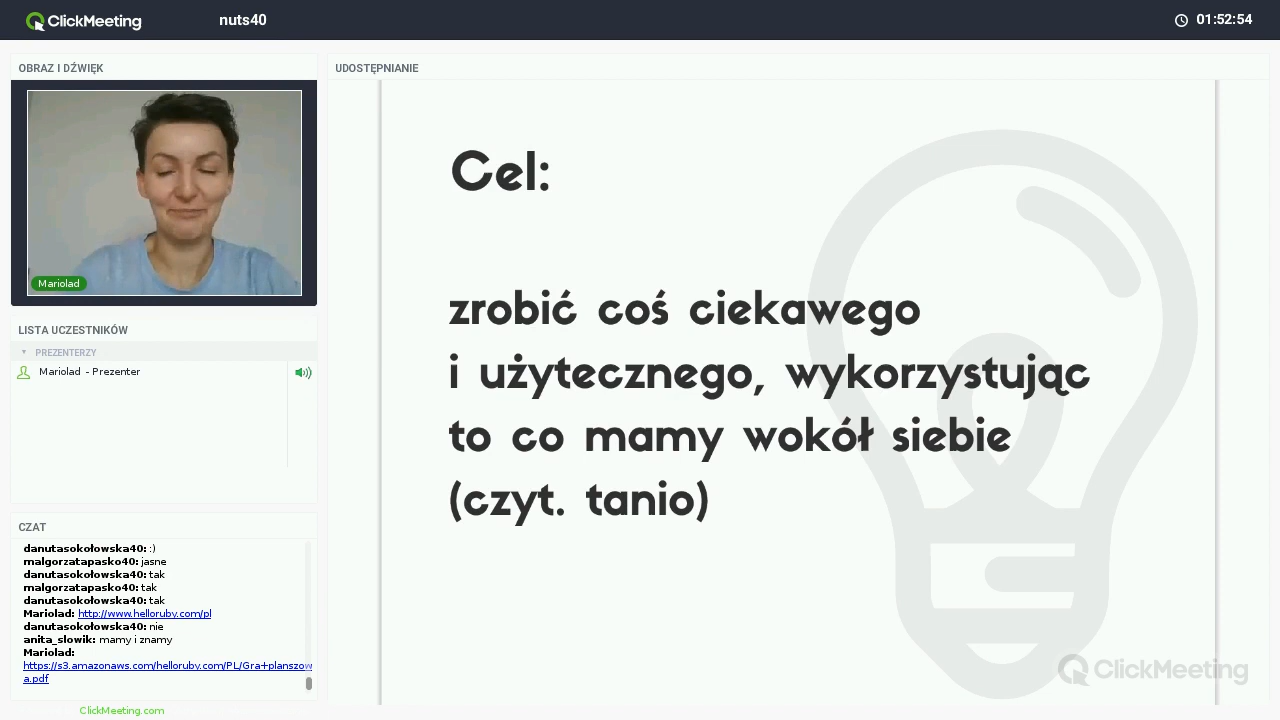 ClickMeeting
nuts40
01:52:54
OBRAZ I DŹWIĘK
Mariolad
LISTA UCZESTNIKÓW
PREZENTERZY
Mariolad - Prezenter
CZAT
danutasokołowska40: :)
malgorzatapasko40: jasne
danutasokołowska40: tak
malgorzatapasko40: tak
danutasokołowska40: tak
Mariolad: http://www.helloruby.com/pl
danutasokołowska40: nie
anita_slowik: mamy i znamy
Mariolad:
https://s3.amazonaws.com/helloruby.com/PL/Gra+planszow
a.pdf
ClickMeeting.com
UDOSTĘPNIANIE
Cel:
zrobić coś ciekawego
i użytecznego, wykorzystując
to co mamy wokół siebie
(czyt. tanio)
ClickMeeting